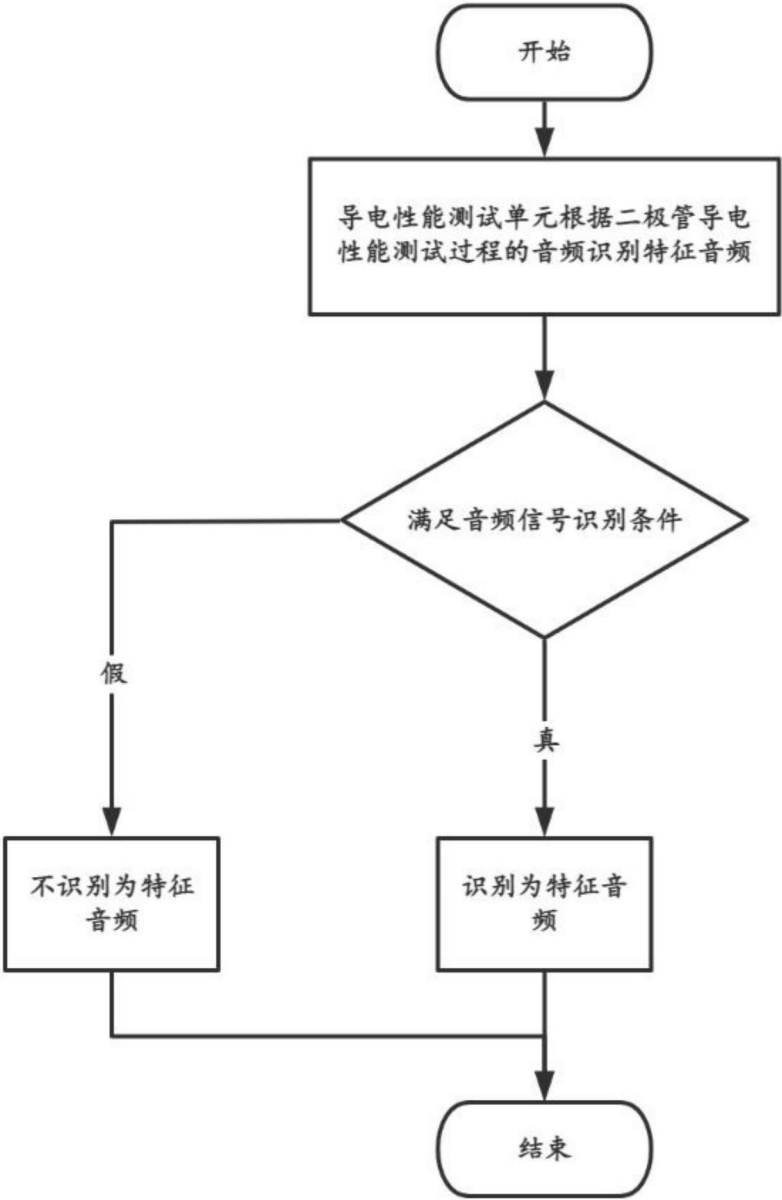 开始
导电性能测试单元根据二极管导电
性能测试过程的音频识别特征音频
满足音频信号识别条件
假
真
不识别为特征
音频
识别为特征音
频
结束